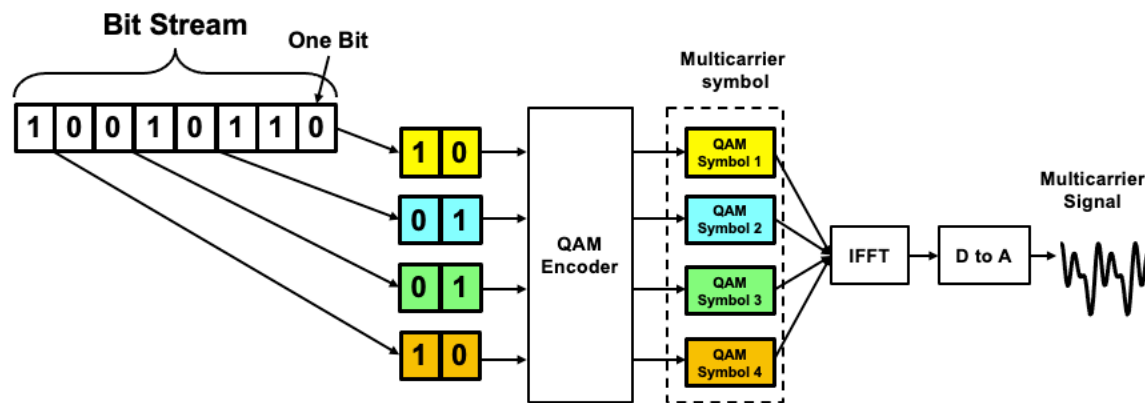 Bit Stream
One Bit
1 0 0 1 0 1 1 0
1 0
0 1
0 1
1 0
QAM
Encoder
Multicarrier
symbol
QAM
Symbol 1
QAM
Symbol 2
QAM
Symbol 3
QAM
Symbol 4
IFFT
D to A
Multicarrier
Signal